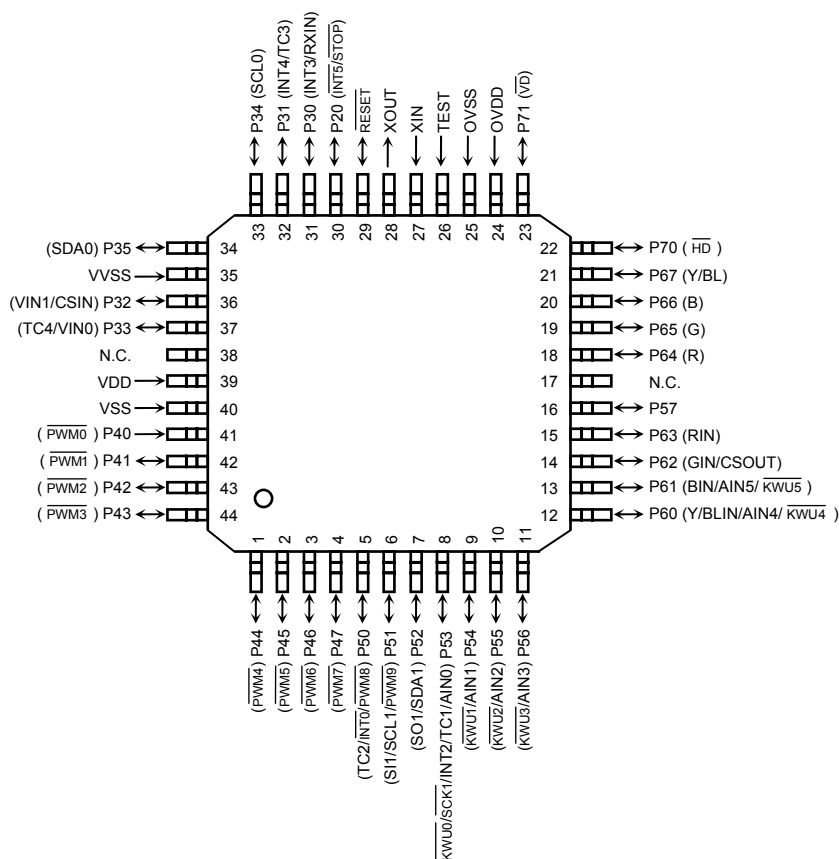 P34 (SCL0)
P31 (INT4/TC3)
P30 (INT3/RXIN)
P20 (INT5/STOP)
RESET
XOUT
XIN
TEST
OVSS
OVDD
P71 (VD)
33 32 31 30 29 28 27 26 25 24 23
(SDA0) P35 34
VVSS 35
(VIN1/CSIN) P32 36
(TC4/VIN0) P33 37
N.C. 38
VDD 39
VSS 40
(PWM0) P40 41
(PWM1) P41 42
(PWM2) P42 43
(PWM3) P43 44
22 P70 (HD)
21 P67 (Y/BL)
20 P66 (B)
19 P65 (G)
18 P64 (R)
17 N.C.
16 P57
15 P63 (RIN)
14 P62 (GIN/CSOUT)
13 P61 (BIN/AIN5/KWU5)
12 P60 (Y/BLIN/AIN4/KWU4)
1 2 3 4 5 6 7 8 9 10 11
(PWM4) P44
(PWM5) P45
(PWM6) P46
(PWM7) P47
(TC2/INT0/PWM8) P50
(SI1/SCL1/PWM9) P51
(SO1/SDA1) P52
KWU0/SCK1/INT2/TC1/AIN0) P53
(KWU1/AIN1) P54
(KWU2/AIN2) P55
(KWU3/AIN3) P56